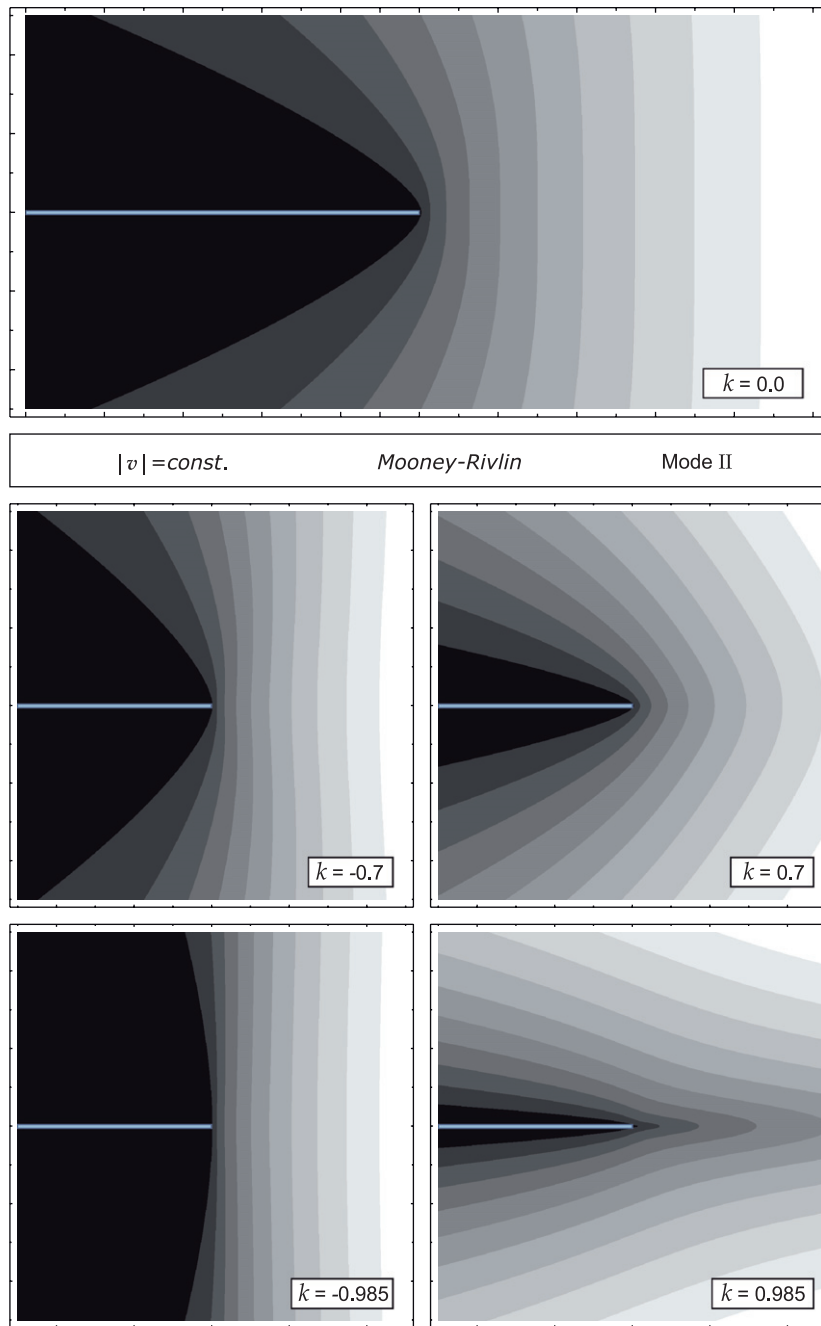 k = 0.0
|v| =const. Mooney-Rivlin Mode II
k = -0.7
k = 0.7
k = -0.985
k = 0.985